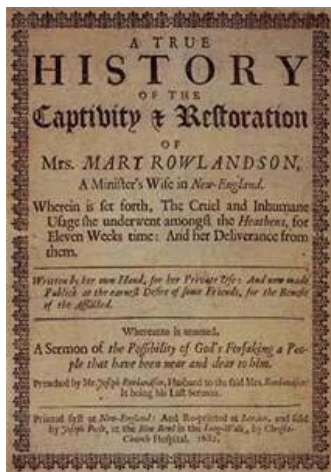 A TRUE
HISTORY
OF THE
Captivity & Restoration
OF
Mrs. MARY ROWLANDSON,
A Minister's Wife in New-England.
Wherein is set forth, The Cruel and Inhumane
Usage she underwent amongst the Heathens, for
Eleven Weeks time: And her Deliverance from
them.
Written by her own Hand, for her Private Use: And now made
Publick at the earnest Desire of some Friends, for the Benefit
of the Afflicted.
Whereunto is annexed,
A Sermon of the Possibility of God's Forsaking a Peo-
ple that have been near and dear to him.
Preached by Mr. Joseph Rowlandson, Husband to the said Mrs. Rowlandson:
It being his Last Sermon.
Printed first at New-England: And Re-printed at London, and sold
by Joseph Poole, at the Blue Bowl in the Long-Walk, by Christs-
Church Hospital. 1682.